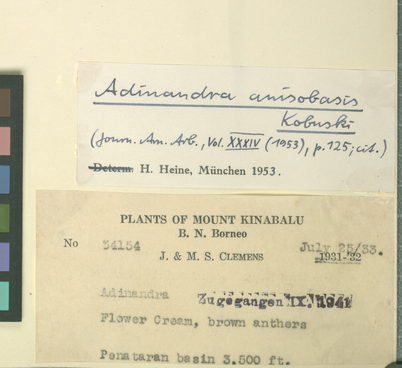 Adinandra anisobasis
Kobuski
(Journ. Arn. Arb., Vol. XXXIV (1953), p. 125; cit.)
Determ. H. Heine, München 1953.
PLANTS OF MOUNT KINABALU
B. N. Borneo
No 34154 July 25/33.
J. & M. S. CLEMENS 1931-'32
Adinandra Zugegangen IX. 1941
Flower Cream, brown anthers
Penataran basin 3.500 ft.